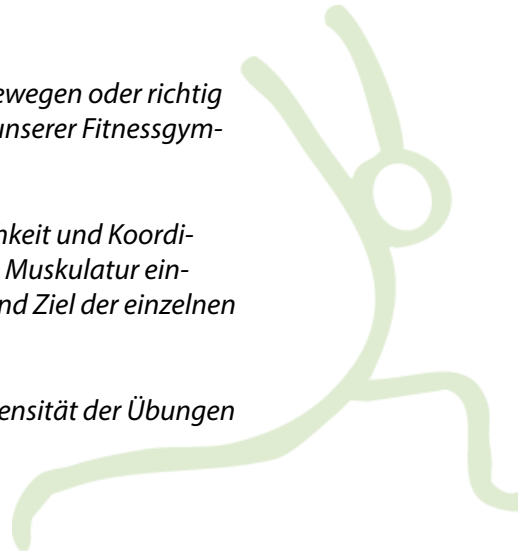 ewegen oder richtig
unserer Fitnessgym-
nkeit und Koordi-
Muskulatur ein-
nd Ziel der einzelnen
ensität der Übungen